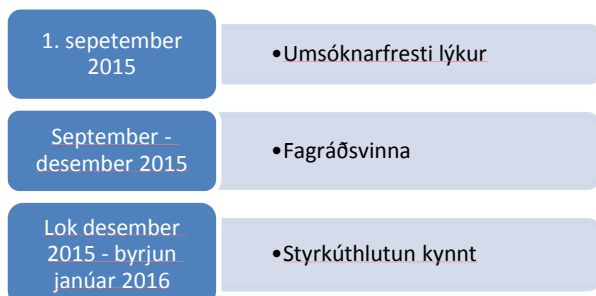 1. sepetember
2015
•Umsóknarfresti lýkur
September -
desember 2015
•Fagráðsvinna
Lok desember
2015 - byrjun
janúar 2016
•Styrkúthlutun kynnt